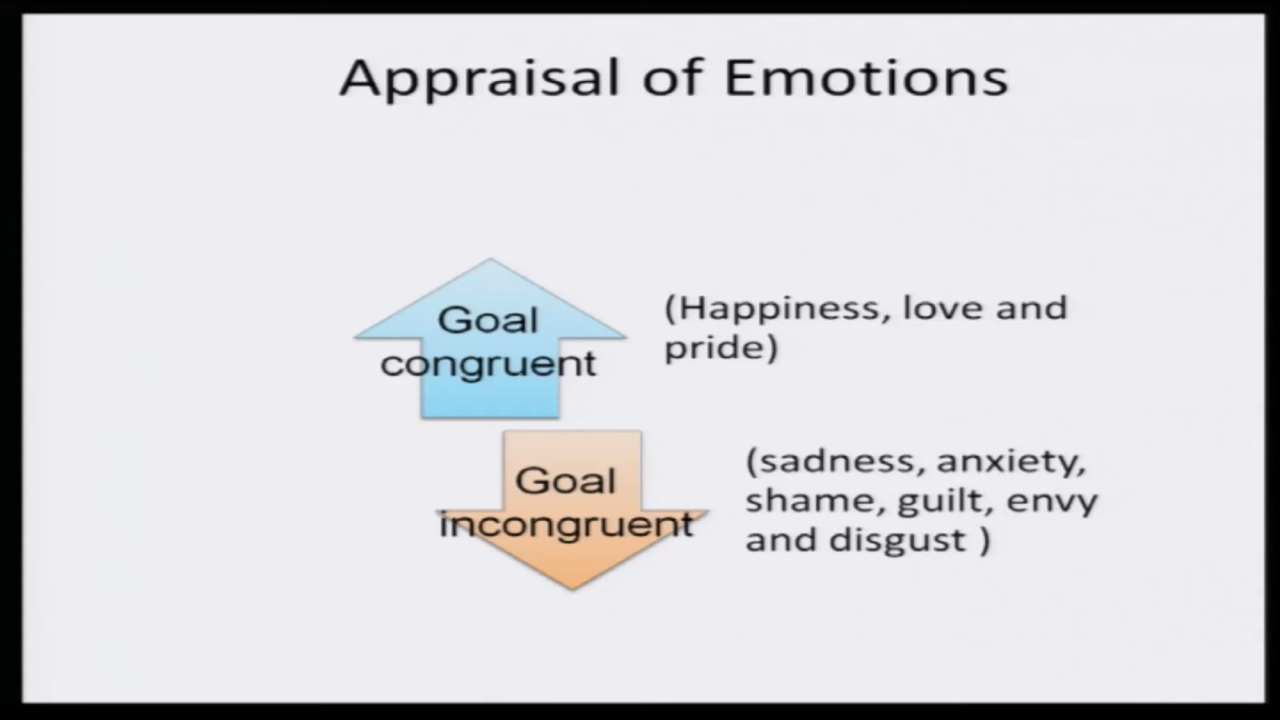 Appraisal of Emotions
Goal
congruent
(Happiness, love and
pride)
Goal
incongruent
(sadness, anxiety,
shame, guilt, envy
and disgust )